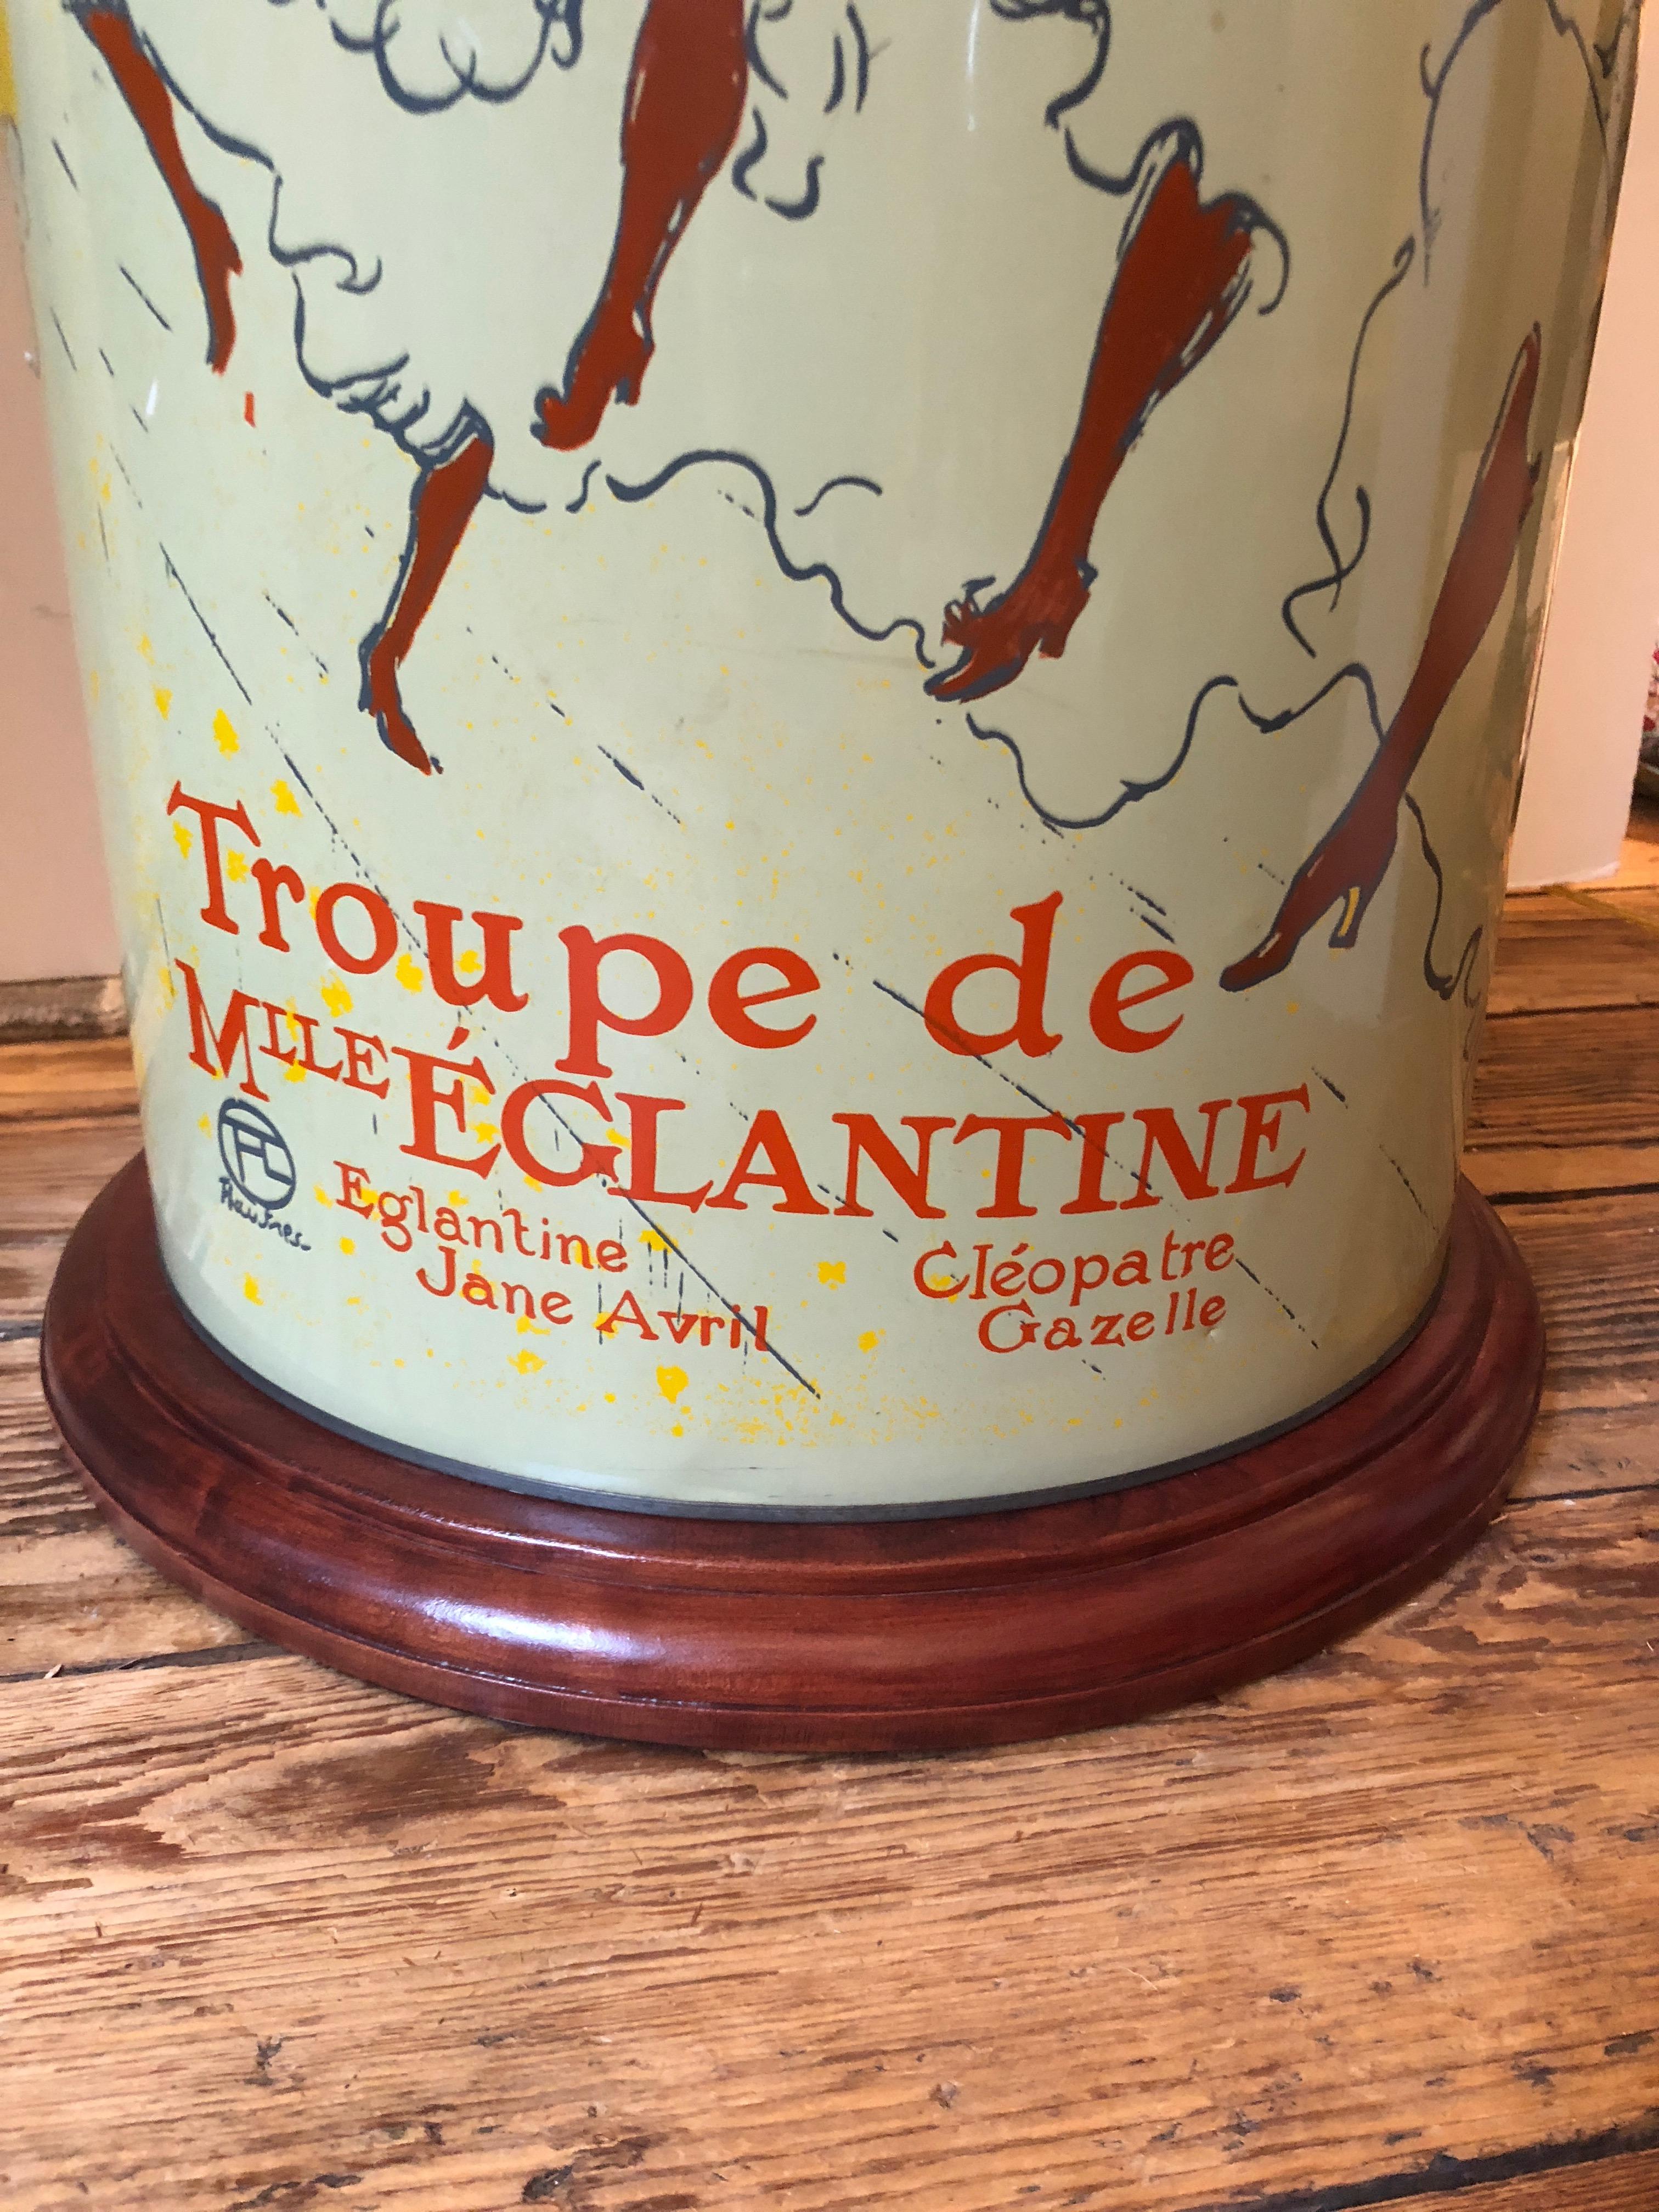 Troupe de
MLLE ÉGLANTINE
Eglantine
Jane Avril
Cléopatre
Gazelle